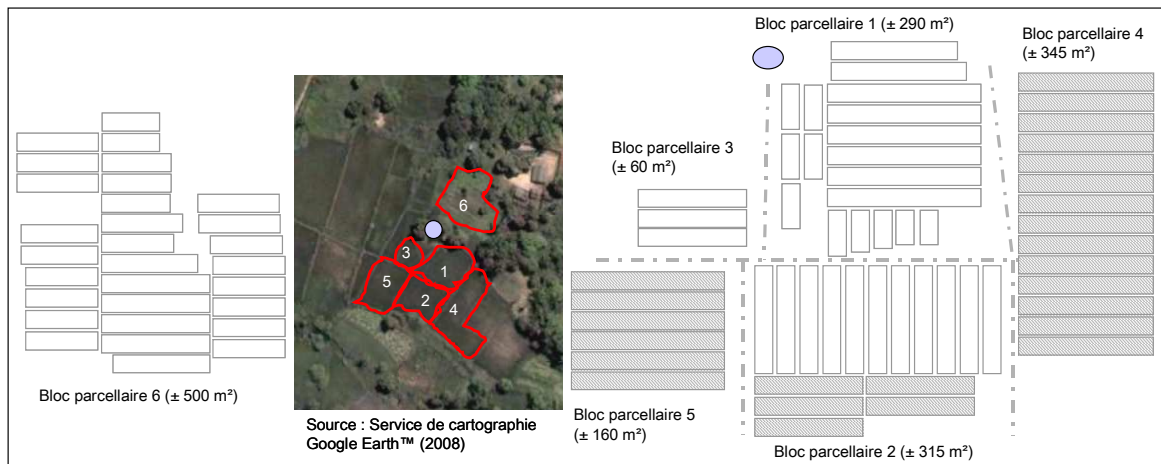 Bloc parcellaire 1 (± 290 m²)
Bloc parcellaire 4
(± 345 m²)
Bloc parcellaire 3
(± 60 m²)
6
3
1
5
2
4
Bloc parcellaire 6 (± 500 m²)
Source : Service de cartographie
Google Earth™ (2008)
Bloc parcellaire 5
(± 160 m²)
Bloc parcellaire 2 (± 315 m²)